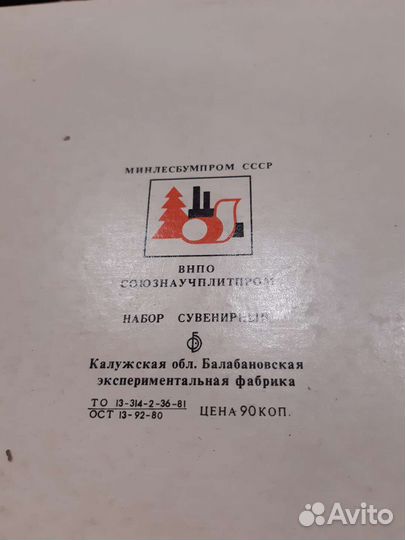 МИНЛЕСБУМПРОМ СССР
ВНПО
СОЮЗНАУЧПЛИТПРОМ
НАБОР СУВЕНИРНЫЙ
Калужская обл. Балабановская
экспериментальная фабрика
ТО 13-314-2-36-81
ОСТ 13-92-80
ЦЕНА 90 КОП.
Avito